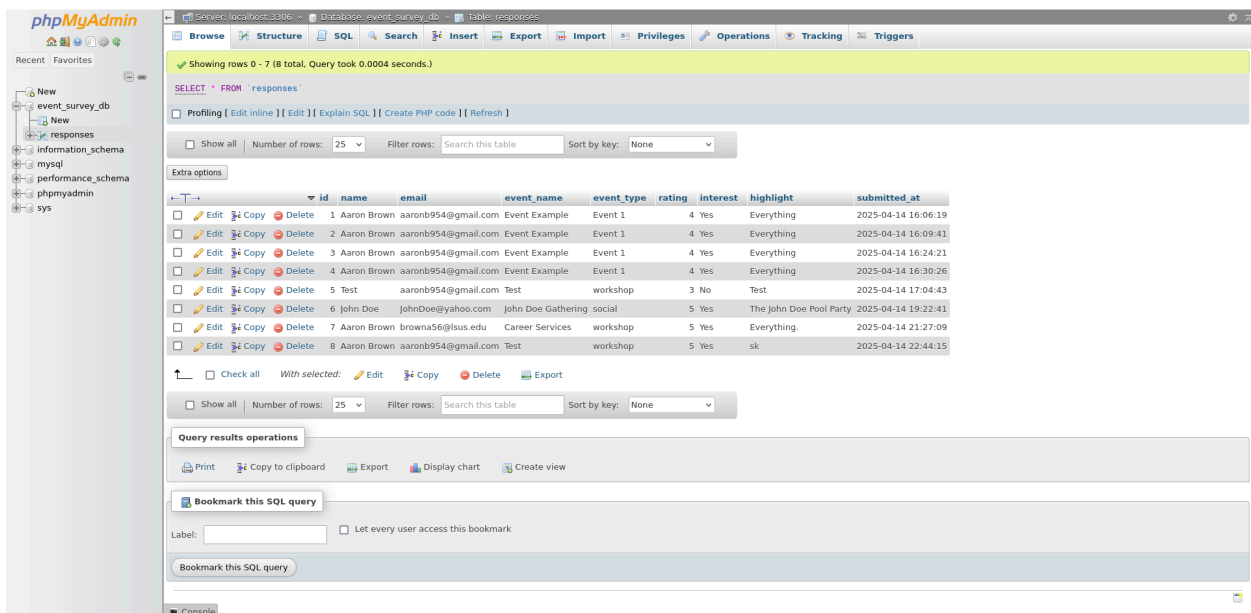 phpMyAdmin
Recent Favorites
New
event_survey_db
New
responses
information_schema
mysql
performance_schema
phpmyadmin
sys
Server: localhost:3306 » Database: event_survey_db » Table: responses
Browse Structure SQL Search Insert Export Import Privileges Operations Tracking Triggers
Showing rows 0 - 7 (8 total, Query took 0.0004 seconds.)
SELECT * FROM `responses`
Profiling [ Edit inline ] [ Edit ] [ Explain SQL ] [ Create PHP code ] [ Refresh ]
Show all Number of rows: 25 Filter rows: Search this table Sort by key: None
Extra options
id name email event_name event_type rating interest highlight submitted_at
Edit Copy Delete 1 Aaron Brown aaronb954@gmail.com Event Example Event 1 4 Yes Everything 2025-04-14 16:06:19
Edit Copy Delete 2 Aaron Brown aaronb954@gmail.com Event Example Event 1 4 Yes Everything 2025-04-14 16:09:41
Edit Copy Delete 3 Aaron Brown aaronb954@gmail.com Event Example Event 1 4 Yes Everything 2025-04-14 16:24:21
Edit Copy Delete 4 Aaron Brown aaronb954@gmail.com Event Example Event 1 4 Yes Everything 2025-04-14 16:30:26
Edit Copy Delete 5 Test aaronb954@gmail.com Test workshop 3 No Test 2025-04-14 17:04:43
Edit Copy Delete 6 John Doe JohnDoe@yahoo.com John Doe Gathering social 5 Yes The John Doe Pool Party 2025-04-14 19:22:41
Edit Copy Delete 7 Aaron Brown browna56@lsus.edu Career Services workshop 5 Yes Everything. 2025-04-14 21:27:09
Edit Copy Delete 8 Aaron Brown aaronb954@gmail.com Test workshop 5 Yes sk 2025-04-14 22:44:15
Check all With selected: Edit Copy Delete Export
Show all Number of rows: 25 Filter rows: Search this table Sort by key: None
Query results operations
Print Copy to clipboard Export Display chart Create view
Bookmark this SQL query
Label: Let every user access this bookmark
Bookmark this SQL query
Console